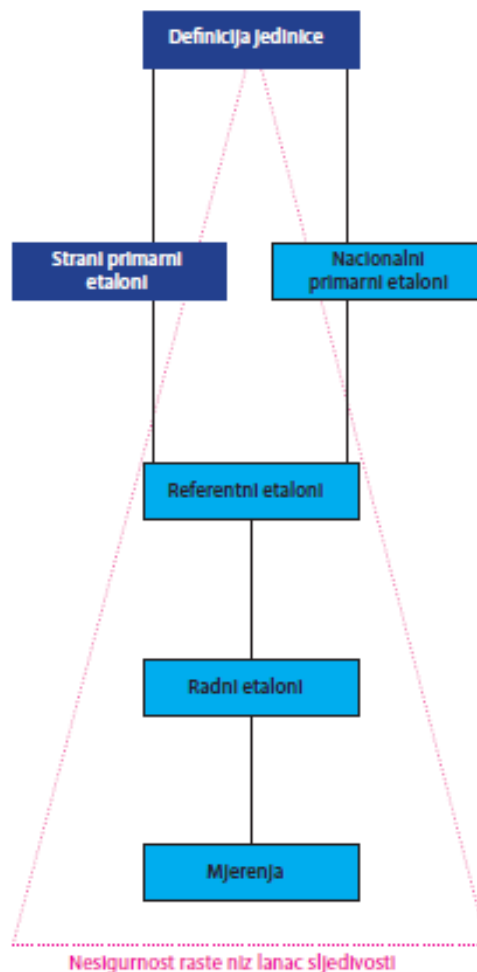 Definicija jedinice
Strani primarni
etaloni
Nacionalni
primarni etaloni
Referentni etaloni
Radni etaloni
Mjerenja
Nesigurnost raste niz lanac sljedivosti